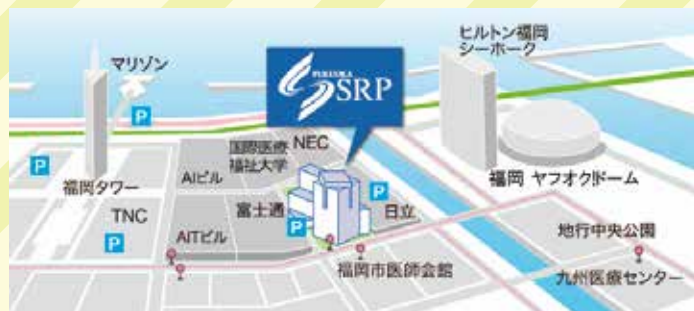 ヒルトン福岡
シーホーク
マリゾン
FUKUOKA
SRP
P
国際医療
福祉大学
NEC
P
AIビル
P
福岡タワー
福岡 ヤフオクドーム
富士通
P
日立
TNC
P
AITビル
地行中央公園
福岡市医師会館
九州医療センター